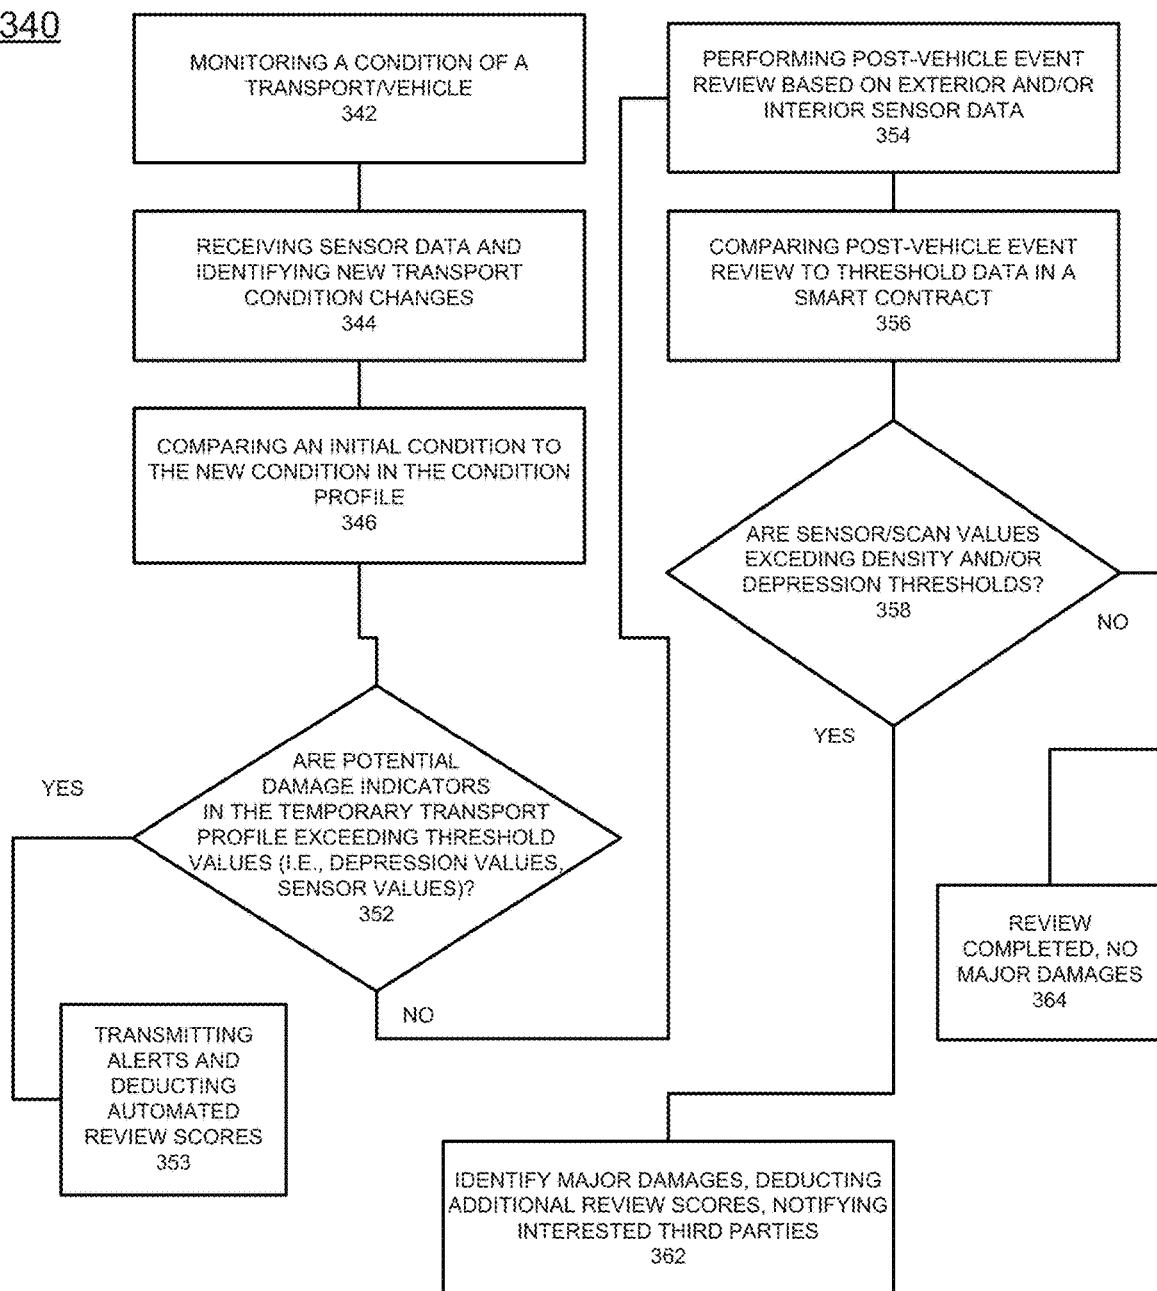 340
MONITORING A CONDITION OF A
TRANSPORT/VEHICLE
342
RECEIVING SENSOR DATA AND
IDENTIFYING NEW TRANSPORT
CONDITION CHANGES
344
COMPARING AN INITIAL CONDITION TO
THE NEW CONDITION IN THE CONDITION
PROFILE
346
YES
ARE POTENTIAL
DAMAGE INDICATORS
IN THE TEMPORARY TRANSPORT
PROFILE EXCEEDING THRESHOLD
VALUES (I.E., DEPRESSION VALUES,
SENSOR VALUES)?
352
NO
TRANSMITTING
ALERTS AND
DEDUCTING
AUTOMATED
REVIEW SCORES
353
PERFORMING POST-VEHICLE EVENT
REVIEW BASED ON EXTERIOR AND/OR
INTERIOR SENSOR DATA
354
COMPARING POST-VEHICLE EVENT
REVIEW TO THRESHOLD DATA IN A
SMART CONTRACT
356
ARE SENSOR/SCAN VALUES
EXCEDING DENSITY AND/OR
DEPRESSION THRESHOLDS?
358
NO
YES
REVIEW
COMPLETED, NO
MAJOR DAMAGES
364
IDENTIFY MAJOR DAMAGES, DEDUCTING
ADDITIONAL REVIEW SCORES, NOTIFYING
INTERESTED THIRD PARTIES
362